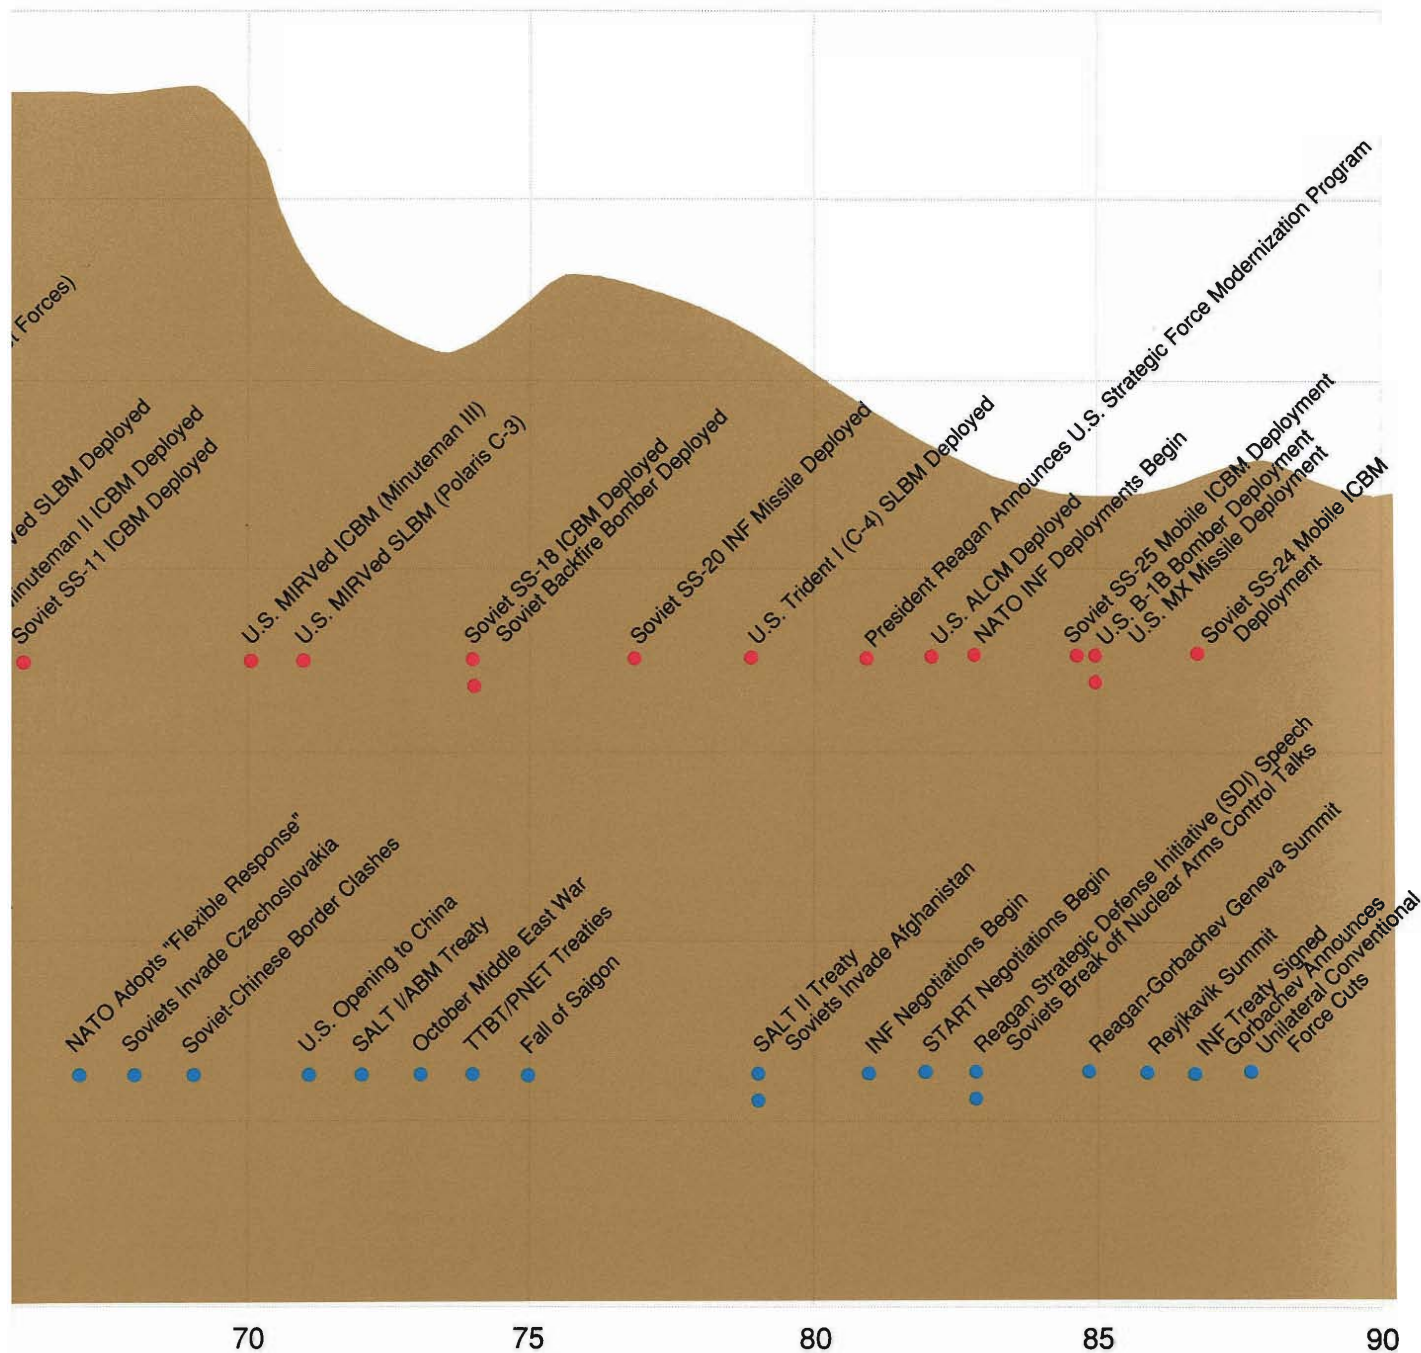 Forces)
SLBM Deployed
II ICBM Deployed
Soviet SS-11 ICBM Deployed
U.S. MIRVed ICBM (Minuteman III)
U.S. MIRVed SLBM (Polaris C-3)
Soviet SS-18 ICBM Deployed
Soviet Backfire Bomber Deployed
Soviet SS-20 INF Missile Deployed
U.S. Trident I (C-4) SLBM Deployed
President Reagan Announces U.S. Strategic Force Modernization Program
U.S. ALCM Deployed
NATO INF Deployments Begin
Soviet SS-25 Mobile ICBM Deployment
U.S. B-1B Bomber Deployment
U.S. MX Missile Deployment
Soviet SS-24 Mobile ICBM
Deployment
NATO Adopts "Flexible Response"
Soviets Invade Czechoslovakia
Soviet-Chinese Border Clashes
U.S. Opening to China
SALT I/ABM Treaty
October Middle East War
TTBT/PNET Treaties
Fall of Saigon
SALT II Treaty
Soviets Invade Afghanistan
INF Negotiations Begin
START Negotiations Begin
Reagan Strategic Defense Initiative (SDI) Speech
Soviets Break off Nuclear Arms Control Talks
Reagan-Gorbachev Geneva Summit
Reyjkavik Summit
INF Treaty Signed
Gorbachev Announces
Unilateral Conventional
Force Cuts
70 75 80 85 90